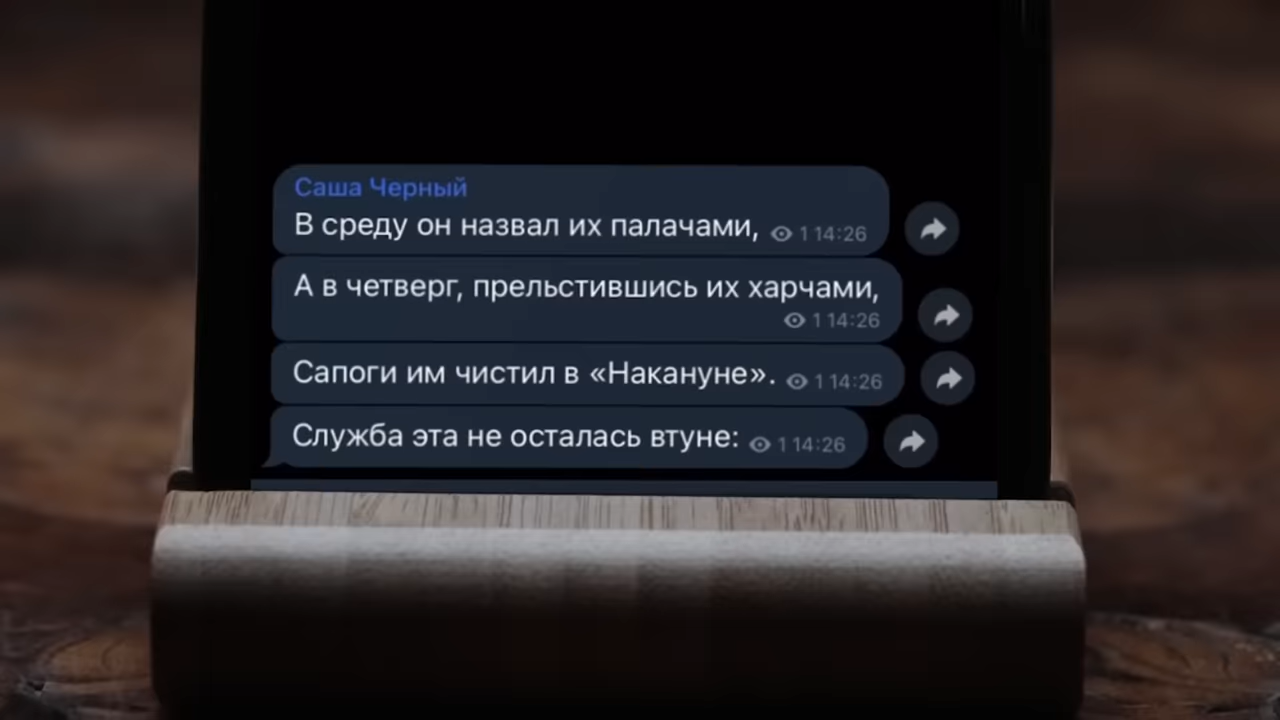 Саша Черный
В среду он назвал их палачами,
1 14:26
А в четверг, прельстившись их харчами,
1 14:26
Сапоги им чистил в «Накануне».
1 14:26
Служба эта не осталась втуне:
1 14:26